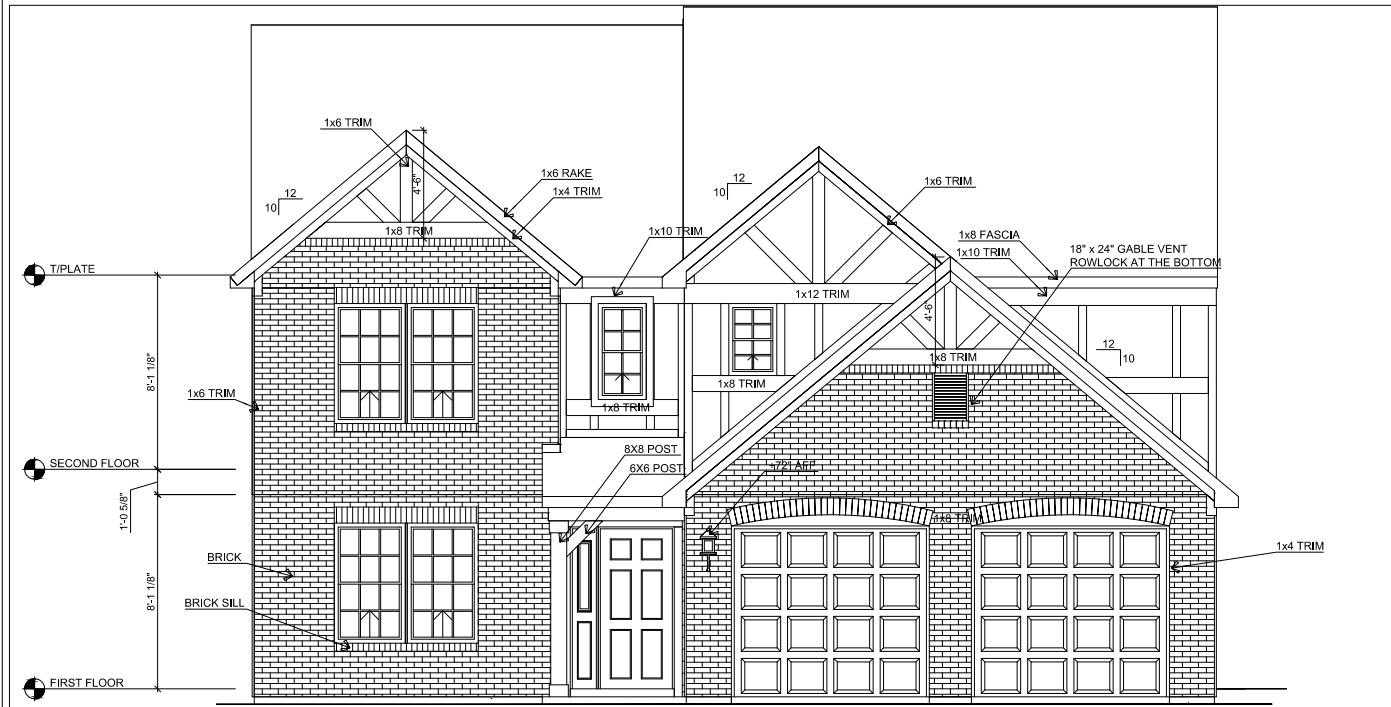 1x6 TRIM
4'-6"
1x6 RAKE
1x4 TRIM
12
10
1x8 TRIM
1x10 TRIM
12
10
1x6 TRIM
1x8 FASCIA
1x10 TRIM
18" x 24" GABLE VENT
ROWLOCK AT THE BOTTOM
T/PLATE
1x12 TRIM
4'-6"
12
10
8'-1 1/8"
1x8 TRIM
1x8 TRIM
1x6 TRIM
1x8 TRIM
8X8 POST
6X6 POST
+72" AFF
SECOND FLOOR
1'-0 5/8"
1x8 TRIM
1x4 TRIM
BRICK
8'-1 1/8"
BRICK SILL
FIRST FLOOR